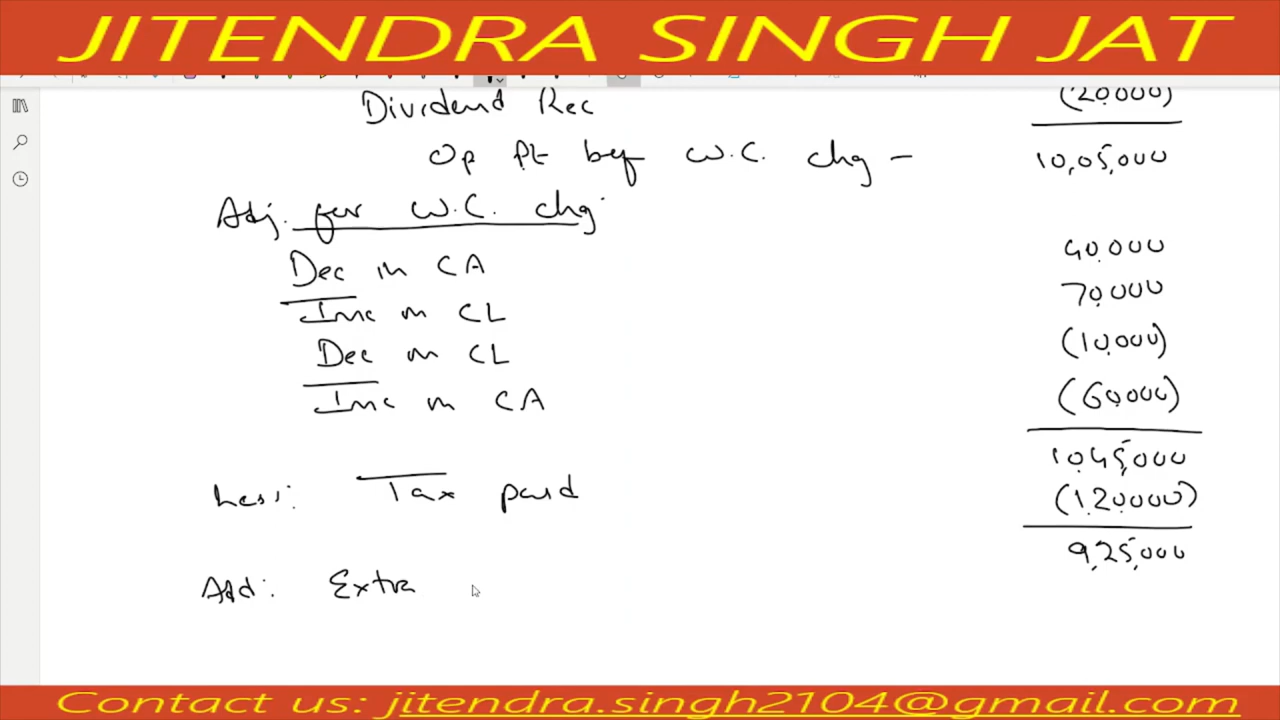 JITENDRA SINGH JAT
Dividend Rec (20,000)
Op Pt bef W.C. chg – 10,05,000
Adj. for W.C. chg.
Dec in CA 40,000
Inc in CL 70,000
Dec in CL (10,000)
Inc in CA (60,000)
10,45,000
Less: Tax paid (1,20,000)
9,25,000
Add: Extra
Contact us: jitendra.singh2104@gmail.com